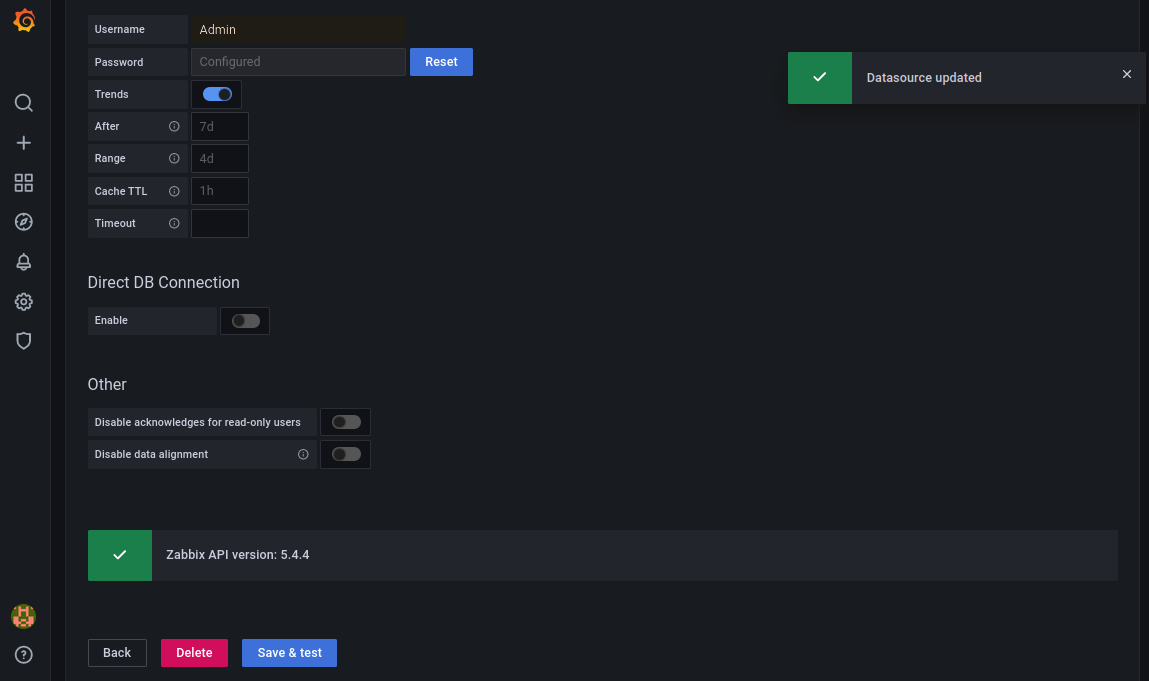 Username Admin
Password Configured Reset
Datasource updated
Trends
After 7d
Range 4d
Cache TTL 1h
Timeout
Direct DB Connection
Enable
Other
Disable acknowledges for read-only users
Disable data alignment
Zabbix API version: 5.4.4
Back Delete Save & test